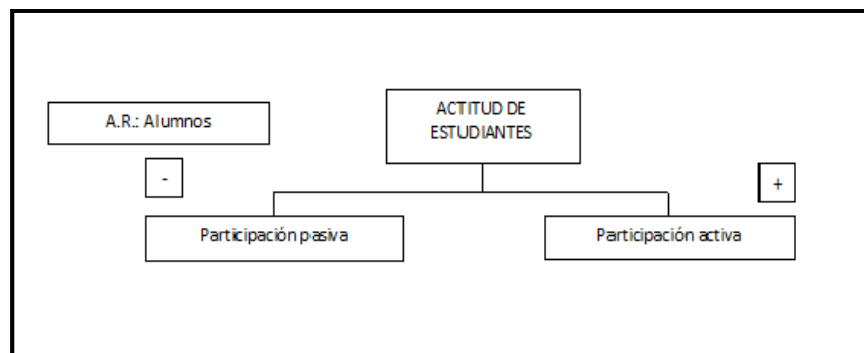 ACTITUD DE
ESTUDIANTES
A.R.: Alumnos
-
+
Participación pasiva
Participación activa